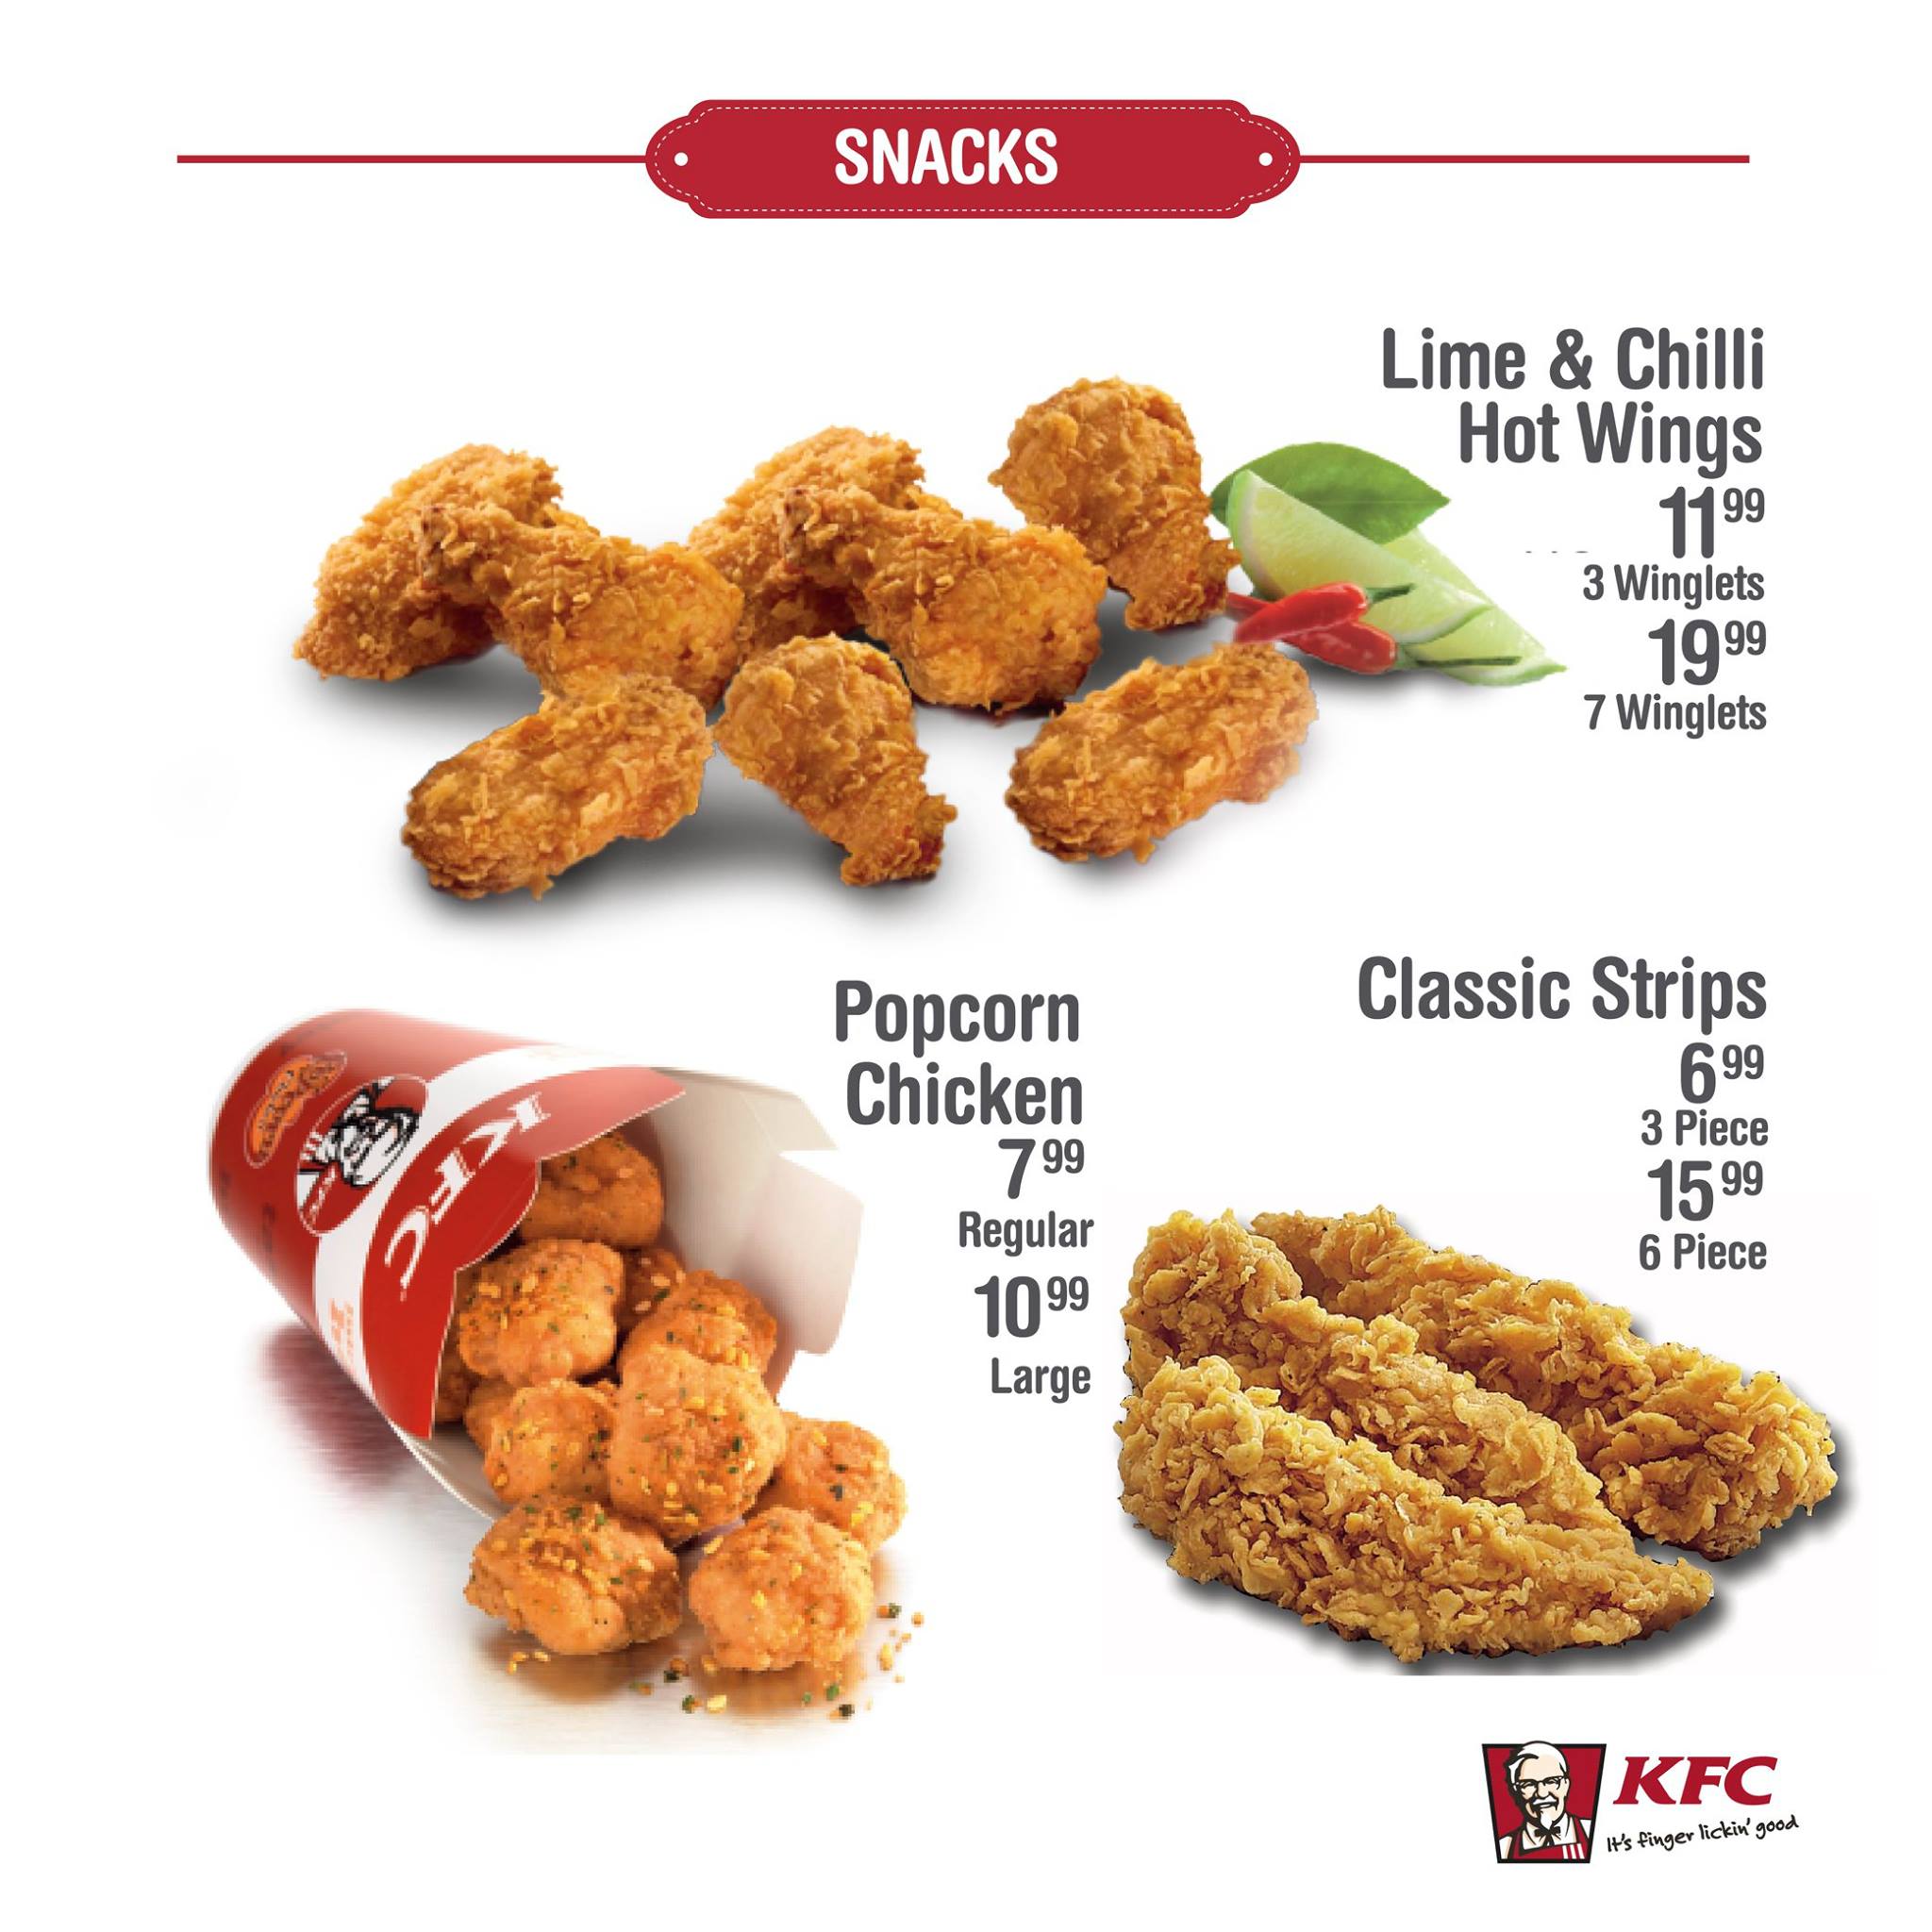 SNACKS
Lime & Chilli
Hot Wings
11 99
3 Winglets
19 99
7 Winglets
Popcorn
Chicken
7 99
Regular
10 99
Large
Classic Strips
6 99
3 Piece
15 99
6 Piece
KFC
KFC
It's finger lickin' good